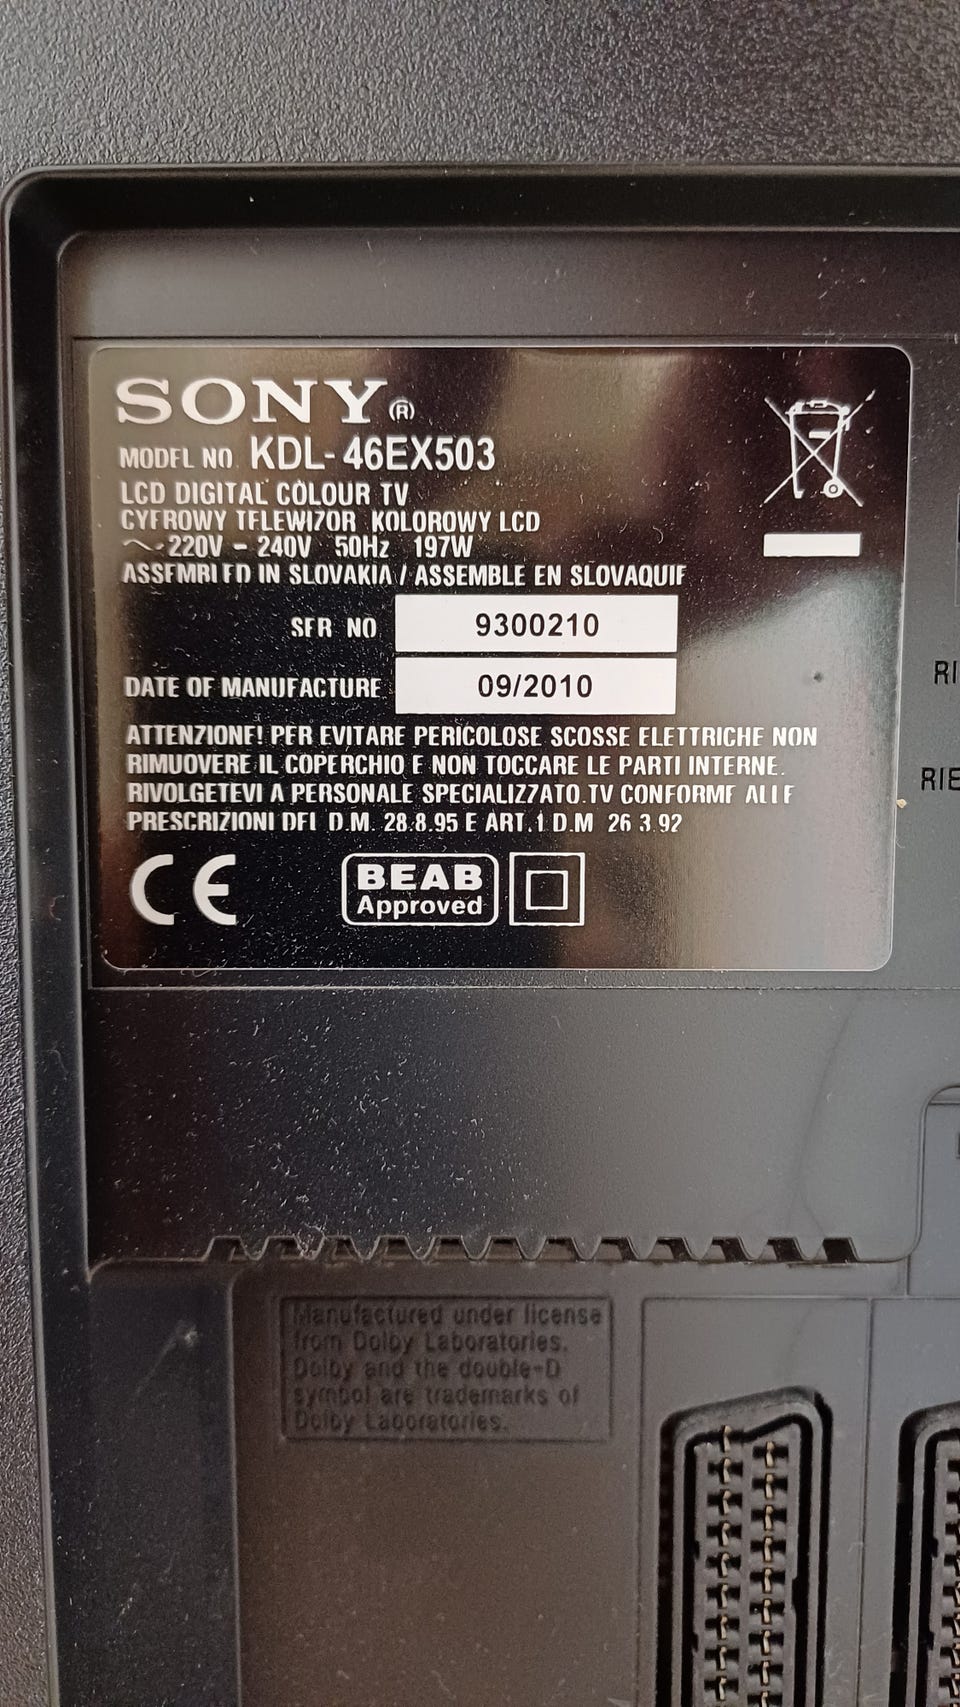 SONY®
MODEL NO. KDL-46EX503
LCD DIGITAL COLOUR TV
CYFROWY TELEWIZOR KOLOROWY LCD
~ 220V - 240V 50Hz 197W
ASSEMBLED IN SLOVAKIA / ASSEMBLE EN SLOVAQUIE
SER NO 9300210
DATE OF MANUFACTURE 09/2010
ATTENZIONE! PER EVITARE PERICOLOSE SCOSSE ELETTRICHE NON
RIMUOVERE IL COPERCHIO E NON TOCCARE LE PARTI INTERNE.
RIVOLGETEVI A PERSONALE SPECIALIZZATO.TV CONFORME ALLE
PRESCRIZIONI DEL D.M. 28.8.95 E ART.1 D.M 26.3.92
CE
BEAB
Approved
Manufactured under license
from Dolby Laboratories.
Dolby and the double-D
symbol are trademarks of
Dolby Laboratories.